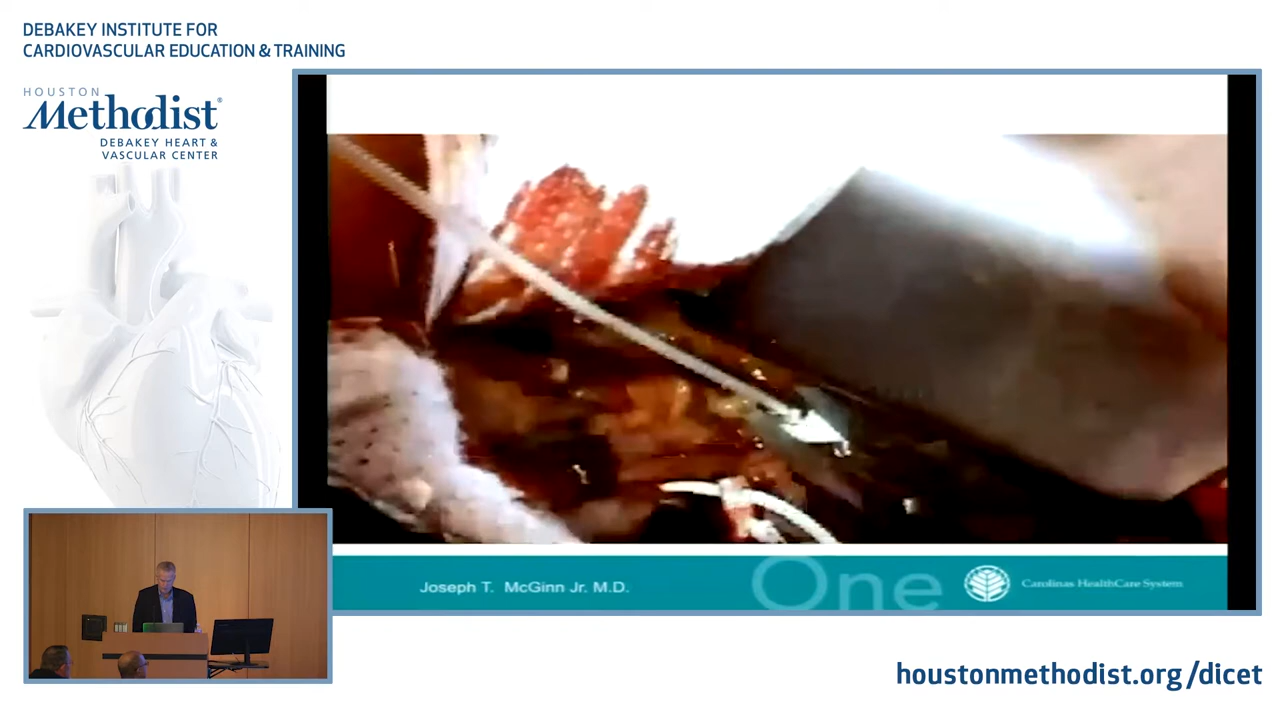 DEBAKEY INSTITUTE FOR
CARDIOVASCULAR EDUCATION & TRAINING
HOUSTON
Methodist®
DEBAKEY HEART &
VASCULAR CENTER
Joseph T. McGinn Jr. M.D.
One
Carolinas HealthCare System
houstonmethodist.org/dicet